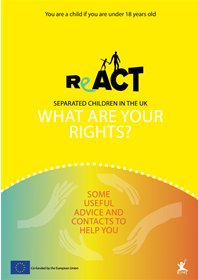 You are a child if you are under 18 years old
ReACT
SEPARATED CHILDREN IN THE UK
WHAT ARE YOUR
RIGHTS?
SOME
USEFUL
ADVICE AND
CONTACTS TO
HELP YOU
Co-funded by the European Union